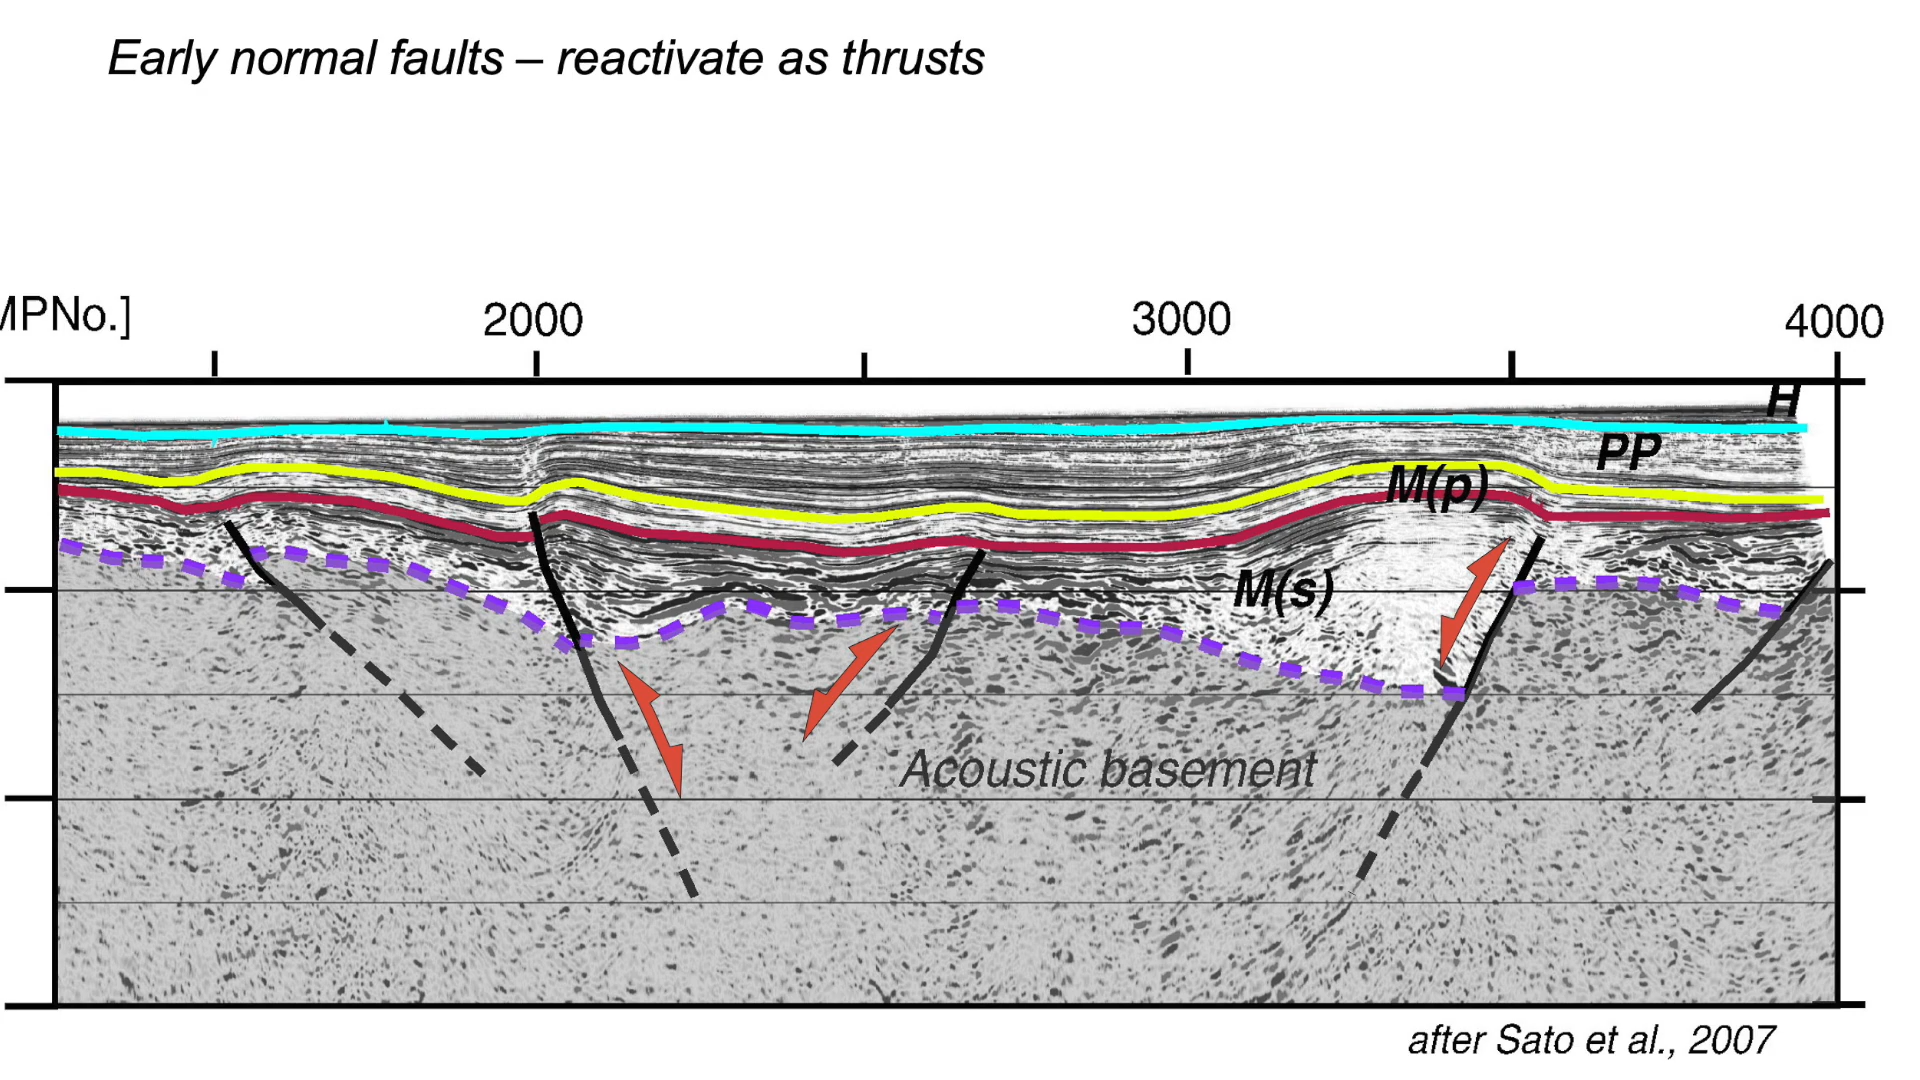 Early normal faults – reactivate as thrusts
MPNo.] 2000 3000 4000
H
PP
M(p)
M(s)
Acoustic basement
after Sato et al., 2007